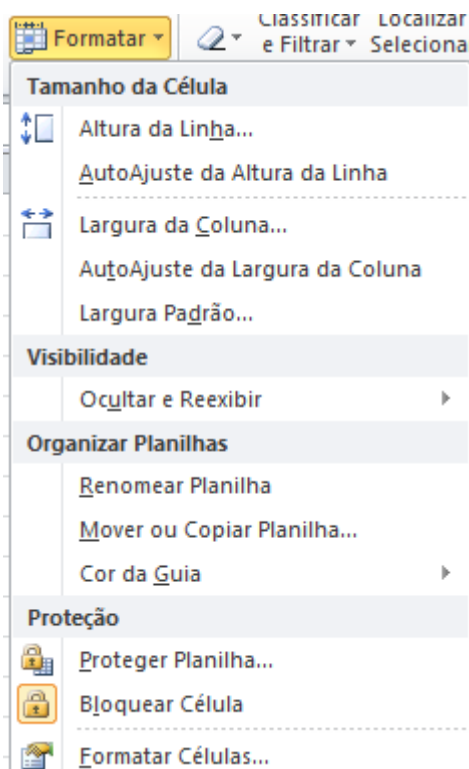 Formatar
Classificar Localizar
e Filtrar Seleciona
Tamanho da Célula
Altura da Linha...
AutoAjuste da Altura da Linha
Largura da Coluna...
AutoAjuste da Largura da Coluna
Largura Padrão...
Visibilidade
Ocultar e Reexibir
Organizar Planilhas
Renomear Planilha
Mover ou Copiar Planilha...
Cor da Guia
Proteção
Proteger Planilha...
Bloquear Célula
Formatar Células...